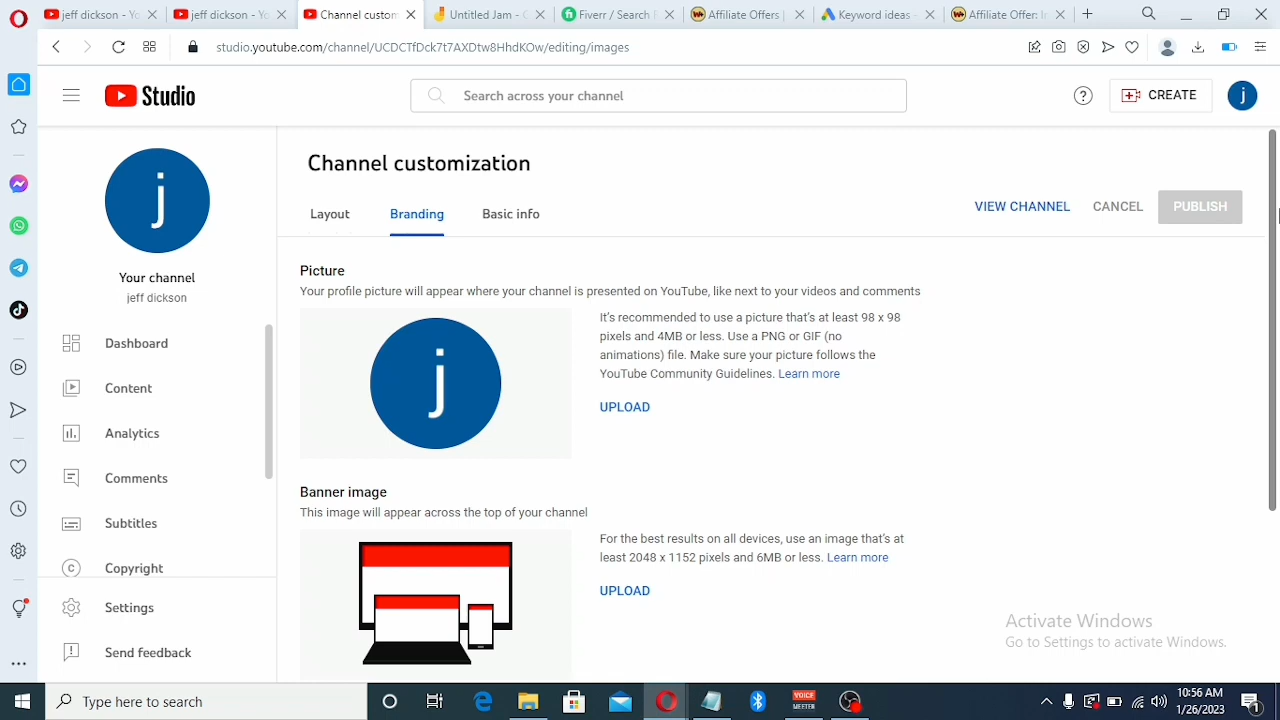 jeff dickson - Yo
jeff dickson - Yo
Channel custom
Untitled Jam - G
Fiverr / Search R
Affiliate Offers
Keyword ideas -
Affiliate Offer: In
studio.youtube.com/channel/UCDCTfDck7t7AXDtw8HhdKOw/editing/images
Studio
Search across your channel
CREATE
j
j
Your channel
jeff dickson
Dashboard
Content
Analytics
Comments
Subtitles
Copyright
Settings
Send feedback
Channel customization
Layout
Branding
Basic info
VIEW CHANNEL
CANCEL
PUBLISH
Picture
Your profile picture will appear where your channel is presented on YouTube, like next to your videos and comments
j
It's recommended to use a picture that's at least 98 x 98
pixels and 4MB or less. Use a PNG or GIF (no
animations) file. Make sure your picture follows the
YouTube Community Guidelines. Learn more
UPLOAD
Banner image
This image will appear across the top of your channel
For the best results on all devices, use an image that's at
least 2048 x 1152 pixels and 6MB or less. Learn more
UPLOAD
Activate Windows
Go to Settings to activate Windows.
Type here to search
VOICE
MEETER
10:56 AM
1/26/2023
1